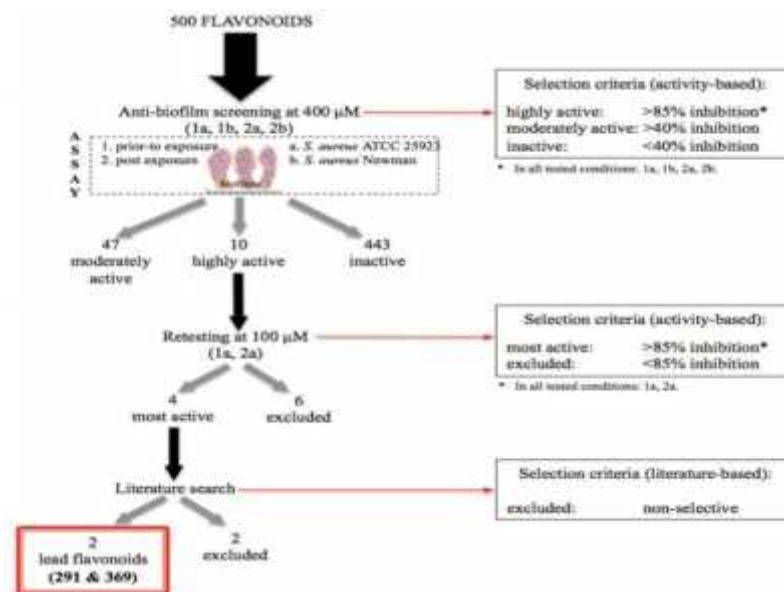 500 FLAVONOIDS
Anti-biofilm screening at 400 μM
(1a, 1b, 2a, 2b)
ASSAY
1. prior-to exposure a. S. aureus ATCC 25923
2. post exposure b. S. aureus Newman
Selection criteria (activity-based):
highly active: >85% inhibition*
moderately active: >40% inhibition
inactive: <40% inhibition
* In all tested conditions: 1a, 1b, 2a, 2b.
47
moderately
active
10
highly active
443
inactive
Retesting at 100 μM
(1a, 2a)
Selection criteria (activity-based):
most active: >85% inhibition*
excluded: <85% inhibition
* In all tested conditions: 1a, 2a.
4
most active
6
excluded
Literature search
Selection criteria (literature-based):
excluded: non-selective
2
lead flavonoids
(291 & 369)
2
excluded